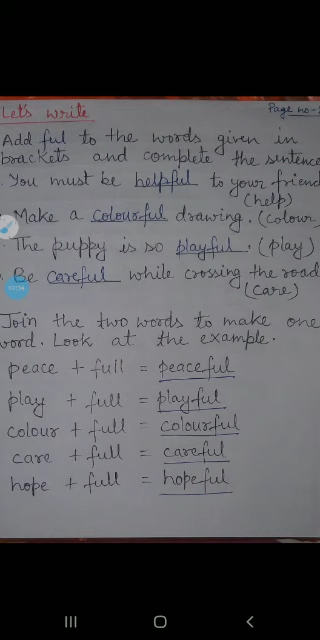 Let's write Page no-
Add ful to the words given in
brackets and complete the sentence
You must be helpful to your friend
(help)
Make a colourful drawing. (colour)
The puppy is so playful. (play)
Be careful while crossing the road
(care)
Join the two words to make one
word. Look at the example.
peace + full = peaceful
play + full = playful
colour + full = colourful
care + full = careful
hope + full = hopeful